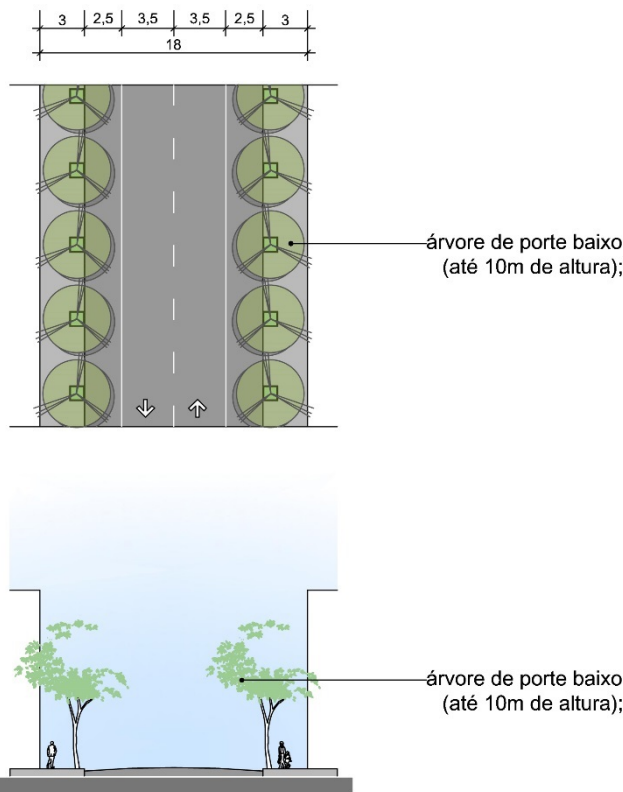 3 2,5 3,5 3,5 2,5 3
18
árvore de porte baixo
(até 10m de altura);
árvore de porte baixo
(até 10m de altura);